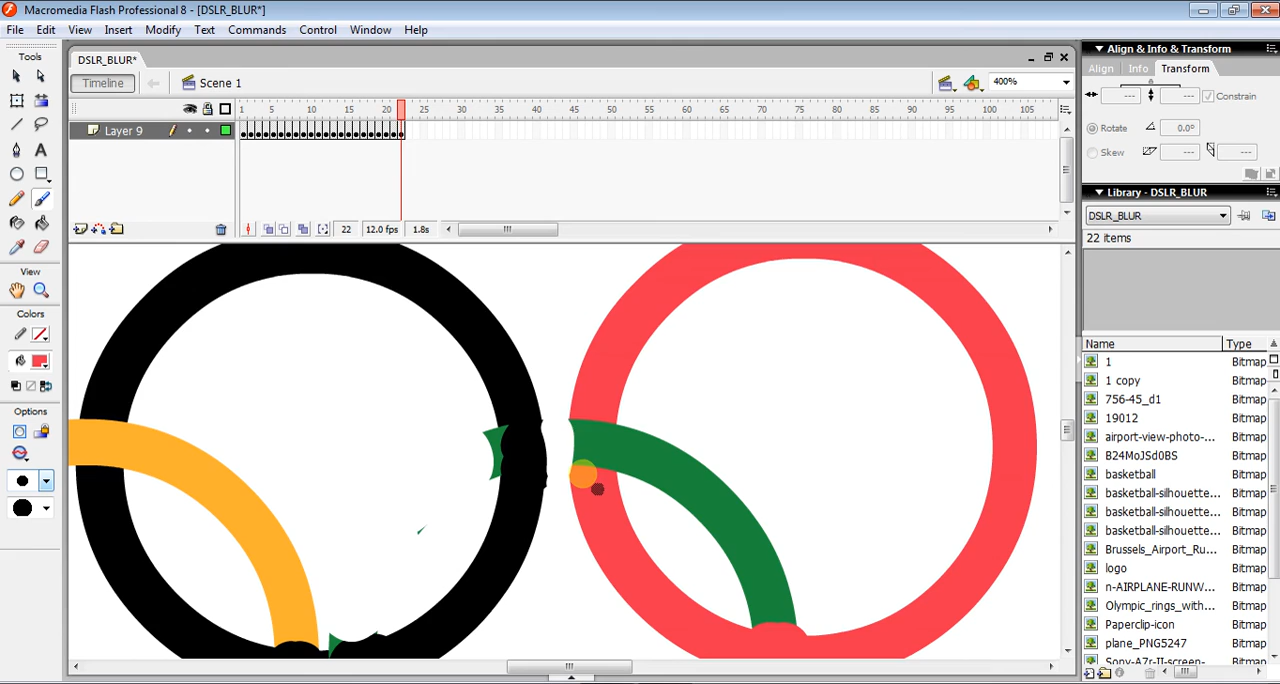 Macromedia Flash Professional 8 - [DSLR_BLUR*]
File Edit View Insert Modify Text Commands Control Window Help
Tools
DSLR_BLUR*
Timeline
Scene 1
400%
1 5 10 15 20 25 30 35 40 45 50 55 60 65 70 75 80 85 90 95 100 105
Layer 9
22 12.0 fps 1.8s
View
Colors
Options
Align & Info & Transform
Align Info Transform
--- --- Constrain
Rotate 0.0°
Skew --- ---
Library - DSLR_BLUR
DSLR_BLUR
22 items
Name Type
1 Bitmap
1 copy Bitmap
756-45_d1 Bitmap
19012 Bitmap
airport-view-photo-... Bitmap
B24MoJSd0BS Bitmap
basketball Bitmap
basketball-silhouette... Bitmap
basketball-silhouette... Bitmap
basketball-silhouette... Bitmap
Brussels_Airport_Ru... Bitmap
logo Bitmap
n-AIRPLANE-RUNW... Bitmap
Olympic_rings_with... Bitmap
Paperclip-icon Bitmap
plane_PNG5247 Bitmap
Sony-A7r-II-screen-... Bitmap